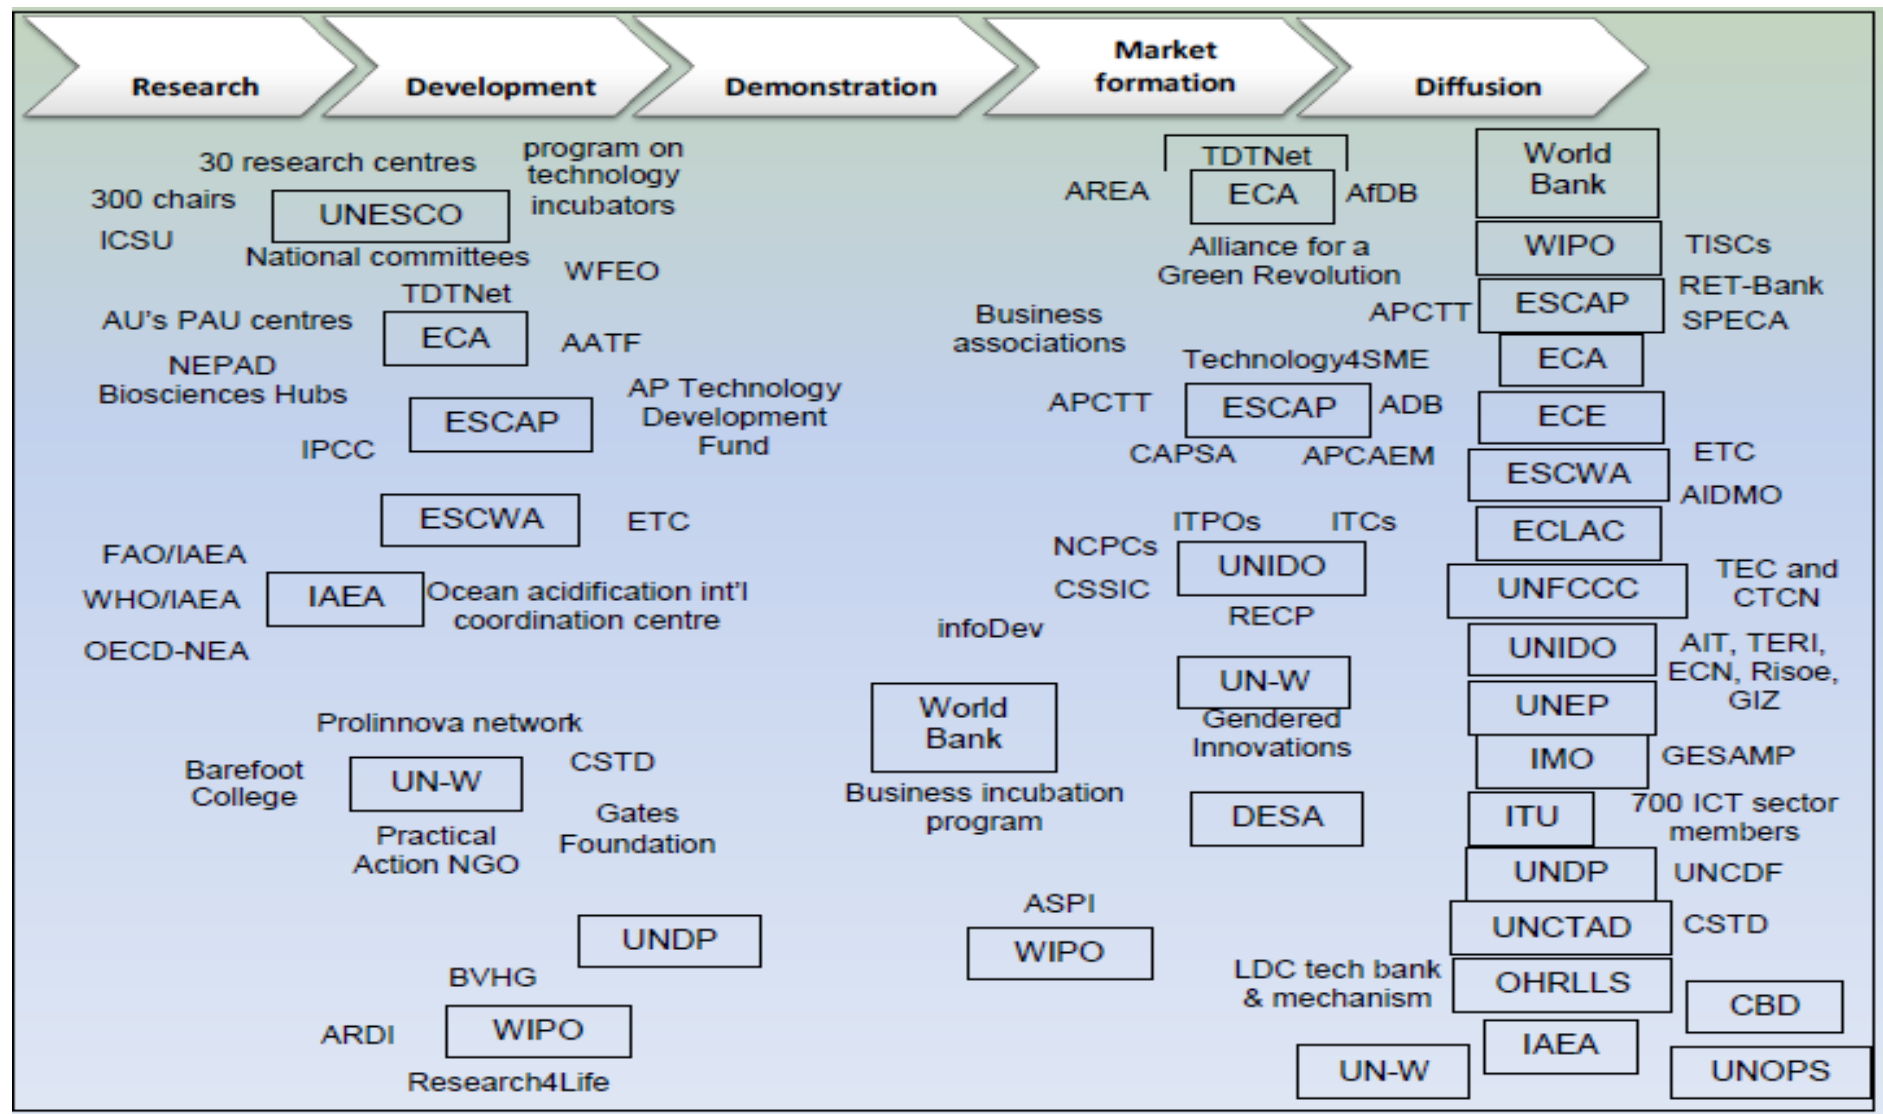 Research
Development
Demonstration
Market
formation
Diffusion
30 research centres
300 chairs
UNESCO
ICSU
National committees
program on
technology
incubators
WFEO
TDTNet
AU's PAU centres
ECA
AATF
NEPAD
Biosciences Hubs
ESCAP
AP Technology
Development
Fund
IPCC
ESCWA
ETC
FAO/IAEA
WHO/IAEA
IAEA
Ocean acidification int'l
coordination centre
OECD-NEA
Prolinnova network
Barefoot
College
UN-W
CSTD
Practical
Action NGO
Gates
Foundation
UNDP
BVHG
ARDI
WIPO
Research4Life
TDTNet
AREA
ECA
AfDB
Alliance for a
Green Revolution
Business
associations
Technology4SME
APCTT
ESCAP
ADB
CAPSA
APCAEM
ITPOs
ITCs
NCPCs
UNIDO
CSSIC
RECP
infoDev
UN-W
Gendered
Innovations
World
Bank
Business incubation
program
DESA
ASPI
WIPO
World
Bank
WIPO
TISCs
APCTT
ESCAP
RET-Bank
SPECA
ECA
ECE
ESCWA
ETC
AIDMO
ECLAC
UNFCCC
TEC and
CTCN
UNIDO
AIT, TERI,
ECN, Risoe,
GIZ
UNEP
IMO
GESAMP
ITU
700 ICT sector
members
UNDP
UNCDF
UNCTAD
CSTD
LDC tech bank
& mechanism
OHRLLS
CBD
IAEA
UN-W
UNOPS